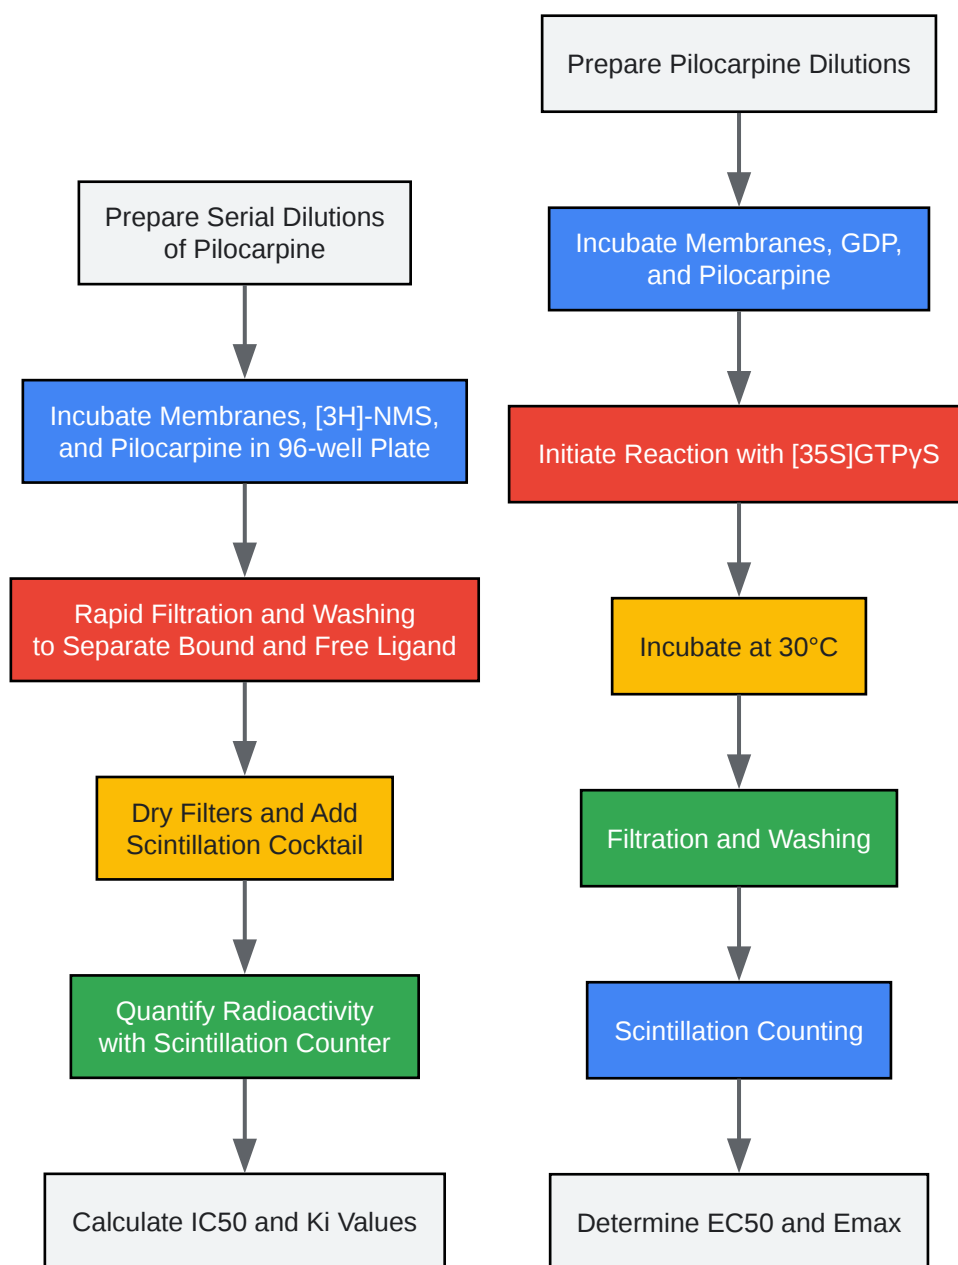 Prepare Serial Dilutions
of Pilocarpine
Incubate Membranes, [3H]-NMS,
and Pilocarpine in 96-well Plate
Rapid Filtration and Washing
to Separate Bound and Free Ligand
Dry Filters and Add
Scintillation Cocktail
Quantify Radioactivity
with Scintillation Counter
Calculate IC50 and Ki Values
Prepare Pilocarpine Dilutions
Incubate Membranes, GDP,
and Pilocarpine
Initiate Reaction with [35S]GTPγS
Incubate at 30°C
Filtration and Washing
Scintillation Counting
Determine EC50 and Emax